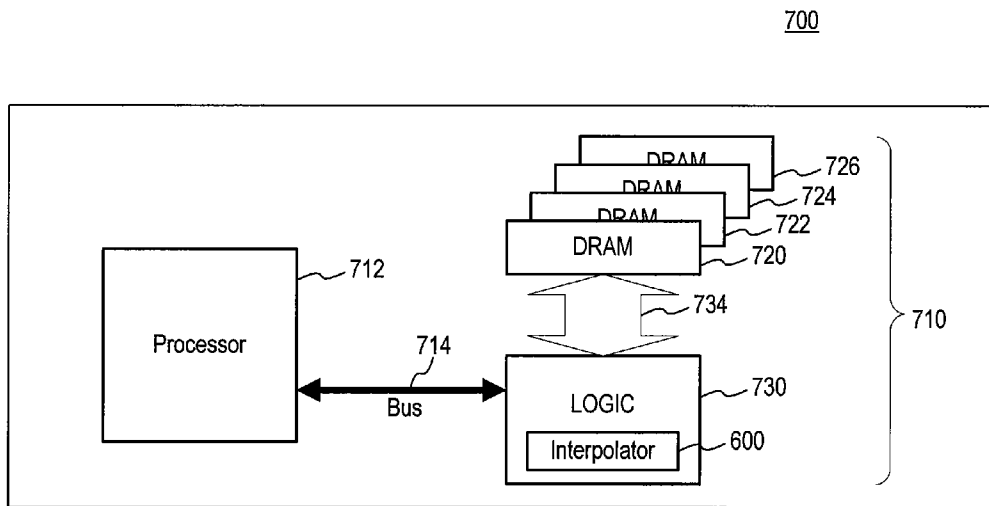 700
DRAM
726
DRAM
724
DRAM
722
DRAM
720
712
734
710
Processor
714
Bus
LOGIC
730
Interpolator
600